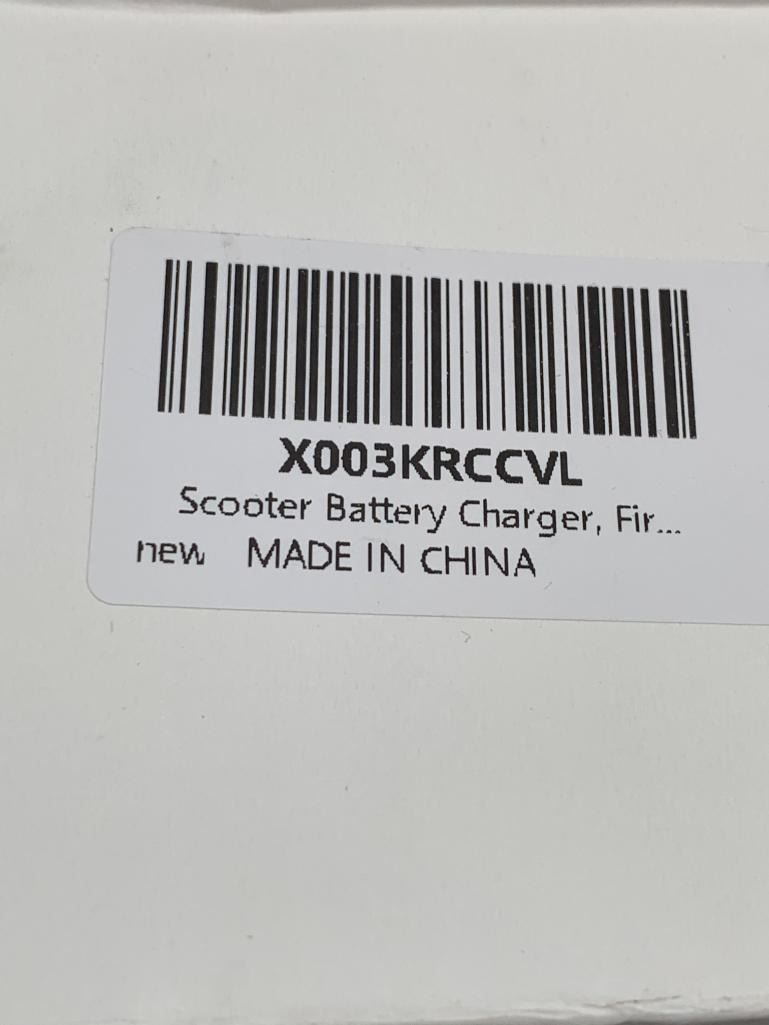 X003KRCCVL
Scooter Battery Charger, Fir...
new MADE IN CHINA